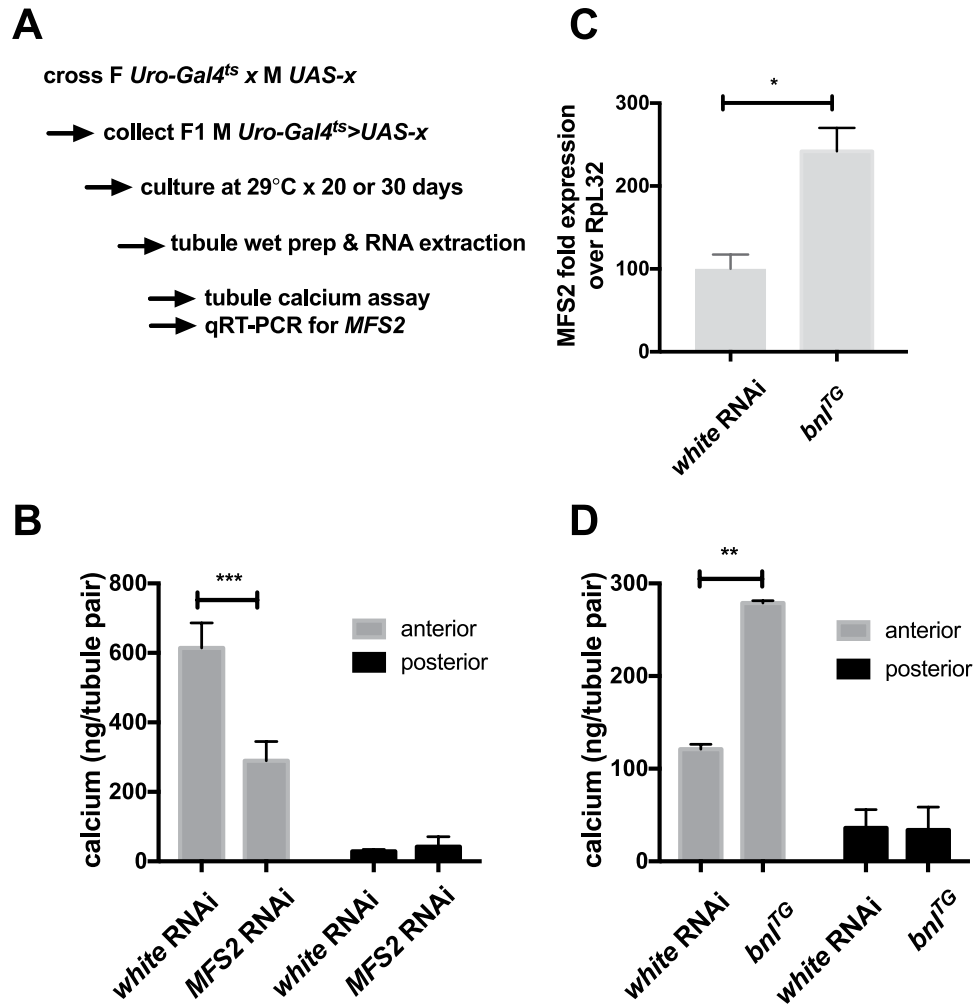 A
cross F Uro-Gal4ts x M UAS-x
collect F1 M Uro-Gal4ts>UAS-x
culture at 29°C x 20 or 30 days
tubule wet prep & RNA extraction
tubule calcium assay
qRT-PCR for MFS2
C
MFS2 fold expression
over RpL32
300
200
100
0
*
white RNAi
bnlTG
B
calcium (ng/tubule pair)
800
600
400
200
0
***
anterior
posterior
white RNAi
MFS2 RNAi
white RNAi
MFS2 RNAi
D
calcium (ng/tubule pair)
300
200
100
0
**
anterior
posterior
white RNAi
bnlTG
white RNAi
bnlTG